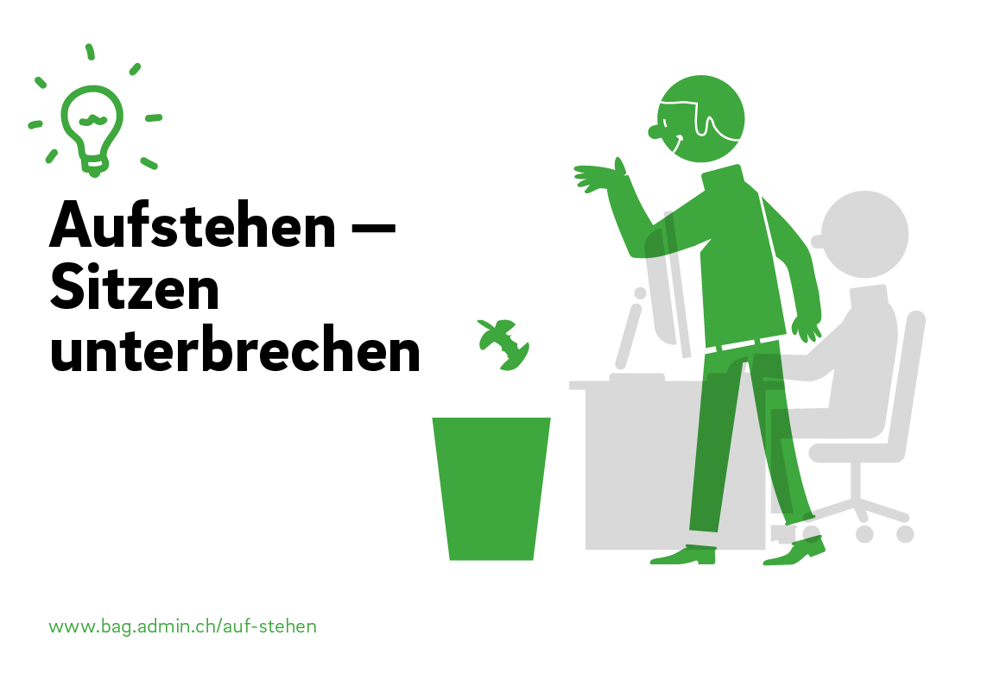 Aufstehen —
Sitzen
unterbrechen
www.bag.admin.ch/auf-stehen